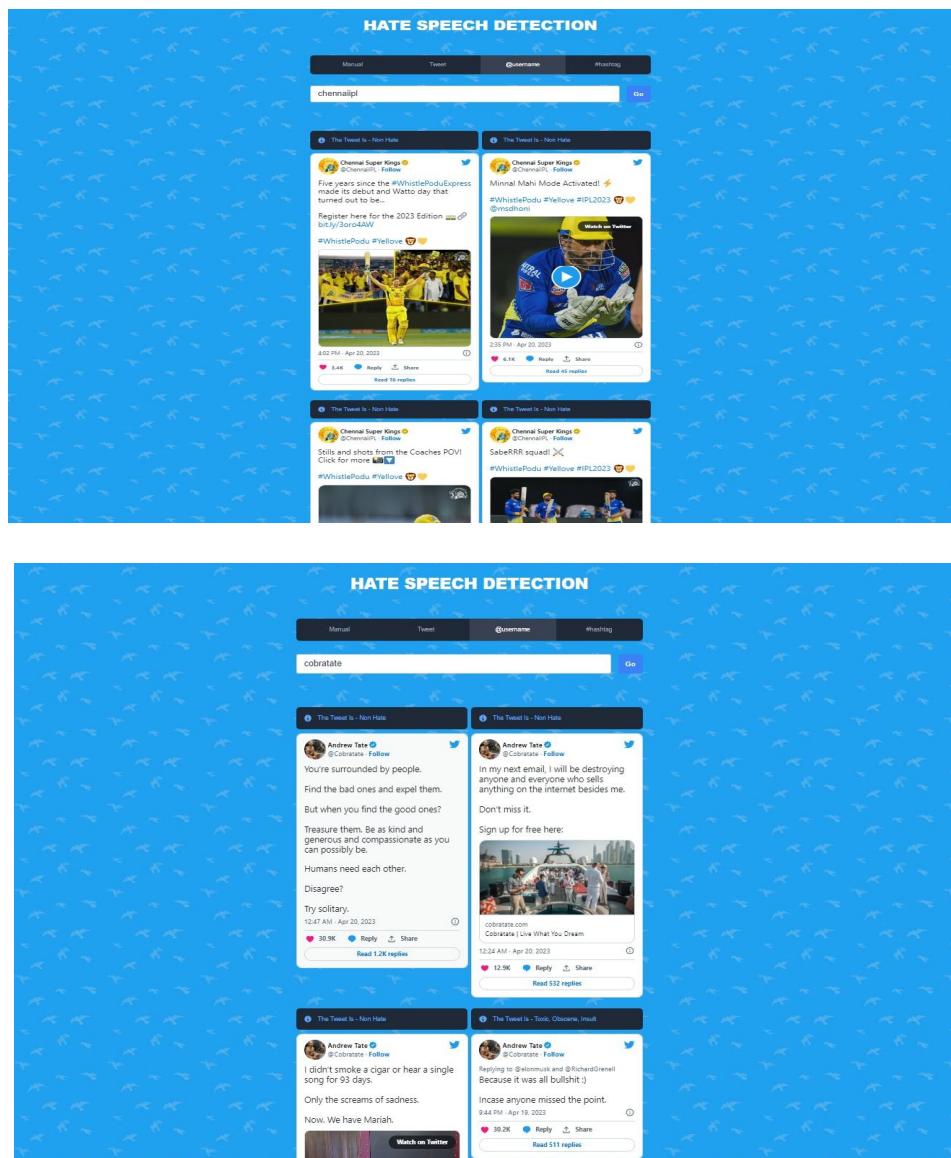 HATE SPEECH DETECTION
Manual Tweet @username #hashtag
chennaiipl Go
The Tweet Is - Non Hate
Chennai Super Kings
@ChennaiIPL · Follow
Five years since the #WhistlePoduExpress
made its debut and Watto day that
turned out to be...
Register here for the 2023 Edition
bit.ly/3oro4AW
#WhistlePodu #Yellove
4:02 PM · Apr 20, 2023
3.4K Reply Share
Read 16 replies
The Tweet Is - Non Hate
Chennai Super Kings
@ChennaiIPL · Follow
Minnal Mahi Mode Activated!
#WhistlePodu #Yellove #IPL2023
@msdhoni
Watch on Twitter
2:35 PM · Apr 20, 2023
6.1K Reply Share
Read 45 replies
The Tweet Is - Non Hate
Chennai Super Kings
@ChennaiIPL · Follow
Stills and shots from the Coaches POV!
Click for more
#WhistlePodu #Yellove
The Tweet Is - Non Hate
Chennai Super Kings
@ChennaiIPL · Follow
SabeRRR squad!
#WhistlePodu #Yellove #IPL2023
HATE SPEECH DETECTION
Manual Tweet @username #hashtag
cobratate Go
The Tweet Is - Non Hate
Andrew Tate
@Cobratate · Follow
You're surrounded by people.
Find the bad ones and expel them.
But when you find the good ones?
Treasure them. Be as kind and
generous and compassionate as you
can possibly be.
Humans need each other.
Disagree?
Try solitary.
12:47 AM · Apr 20, 2023
30.9K Reply Share
Read 1.2K replies
The Tweet Is - Non Hate
Andrew Tate
@Cobratate · Follow
In my next email, I will be destroying
anyone and everyone who sells
anything on the internet besides me.
Don't miss it.
Sign up for free here:
cobratate.com
Cobratate | Live What You Dream
12:24 AM · Apr 20, 2023
12.9K Reply Share
Read 532 replies
The Tweet Is - Non Hate
Andrew Tate
@Cobratate · Follow
I didn't smoke a cigar or hear a single
song for 93 days.
Only the screams of sadness.
Now. We have Mariah.
Watch on Twitter
The Tweet Is - Toxic, Obscene, Insult
Andrew Tate
@Cobratate · Follow
Replying to @elonmusk and @RichardGrenell
Because it was all bullshit :)
Incase anyone missed the point.
9:44 PM · Apr 19, 2023
30.2K Reply Share
Read 511 replies